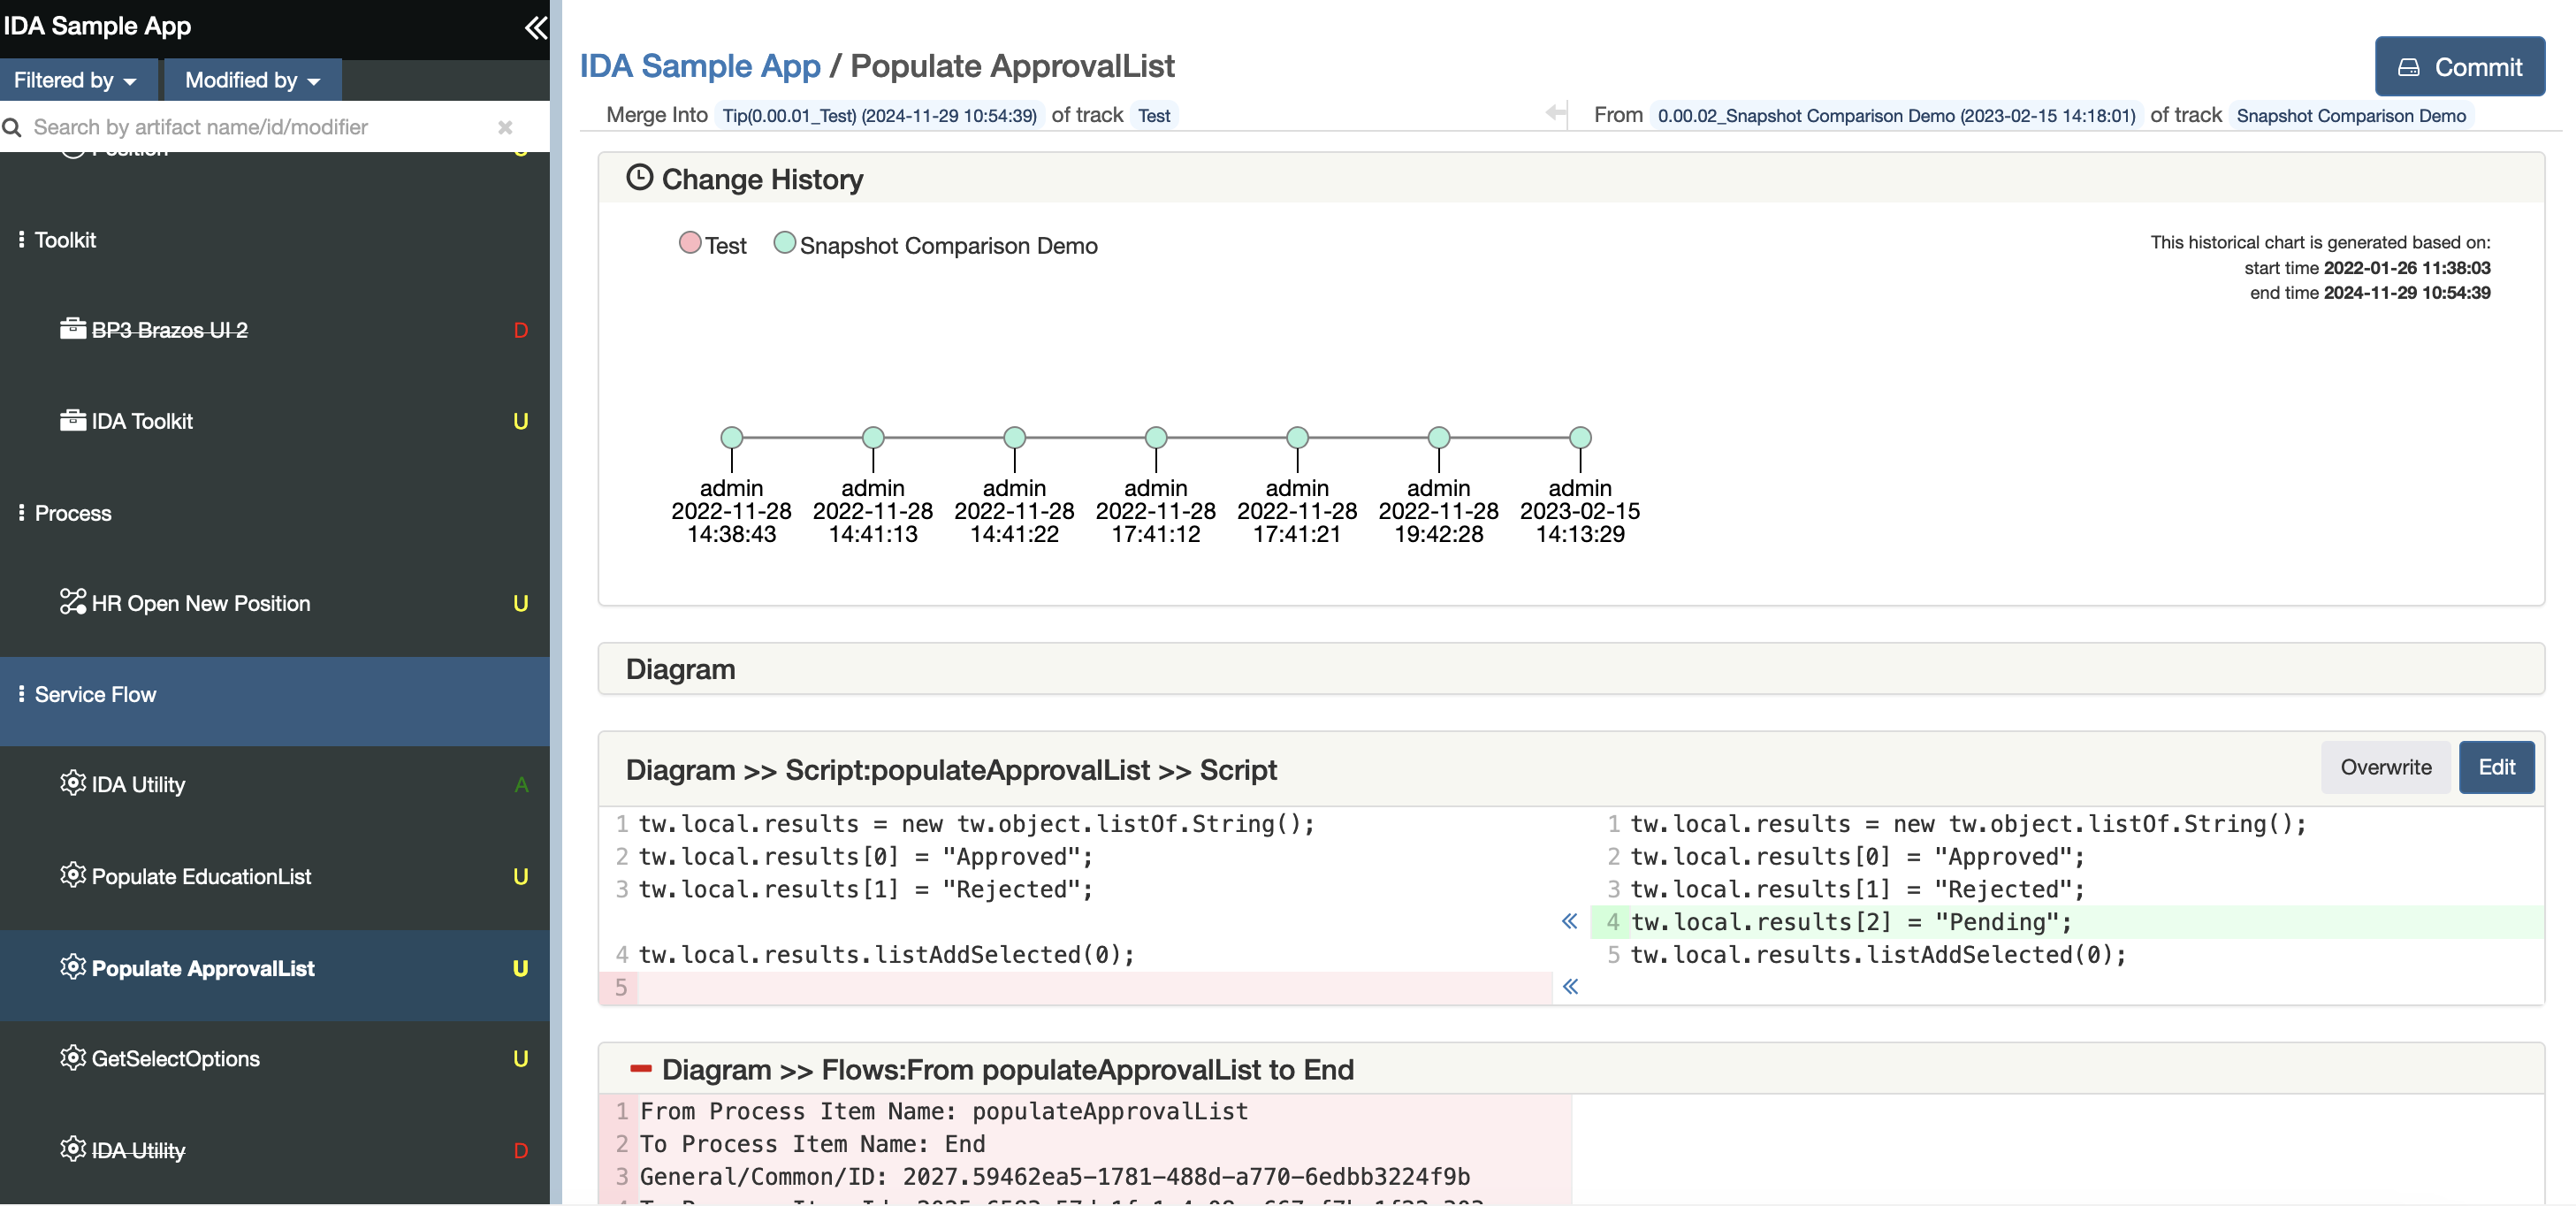 IDA Sample App
Filtered by
Modified by
Search by artifact name/id/modifier
Position U
Toolkit
BP3 Brazos UI 2 D
IDA Toolkit U
Process
HR Open New Position U
Service Flow
IDA Utility A
Populate EducationList U
Populate ApprovalList U
GetSelectOptions U
IDA Utility D
IDA Sample App / Populate ApprovalList
Commit
Merge Into Tip(0.00.01_Test) (2024-11-29 10:54:39) of track Test
From 0.00.02_Snapshot Comparison Demo (2023-02-15 14:18:01) of track Snapshot Comparison Demo
Change History
Test Snapshot Comparison Demo
This historical chart is generated based on:
start time 2022-01-26 11:38:03
end time 2024-11-29 10:54:39
admin
2022-11-28
14:38:43
admin
2022-11-28
14:41:13
admin
2022-11-28
14:41:22
admin
2022-11-28
17:41:12
admin
2022-11-28
17:41:21
admin
2022-11-28
19:42:28
admin
2023-02-15
14:13:29
Diagram
Diagram >> Script:populateApprovalList >> Script
Overwrite
Edit
1 tw.local.results = new tw.object.listOf.String();
2 tw.local.results[0] = "Approved";
3 tw.local.results[1] = "Rejected";
4 tw.local.results.listAddSelected(0);
5
1 tw.local.results = new tw.object.listOf.String();
2 tw.local.results[0] = "Approved";
3 tw.local.results[1] = "Rejected";
4 tw.local.results[2] = "Pending";
5 tw.local.results.listAddSelected(0);
Diagram >> Flows:From populateApprovalList to End
1 From Process Item Name: populateApprovalList
2 To Process Item Name: End
3 General/Common/ID: 2027.59462ea5-1781-488d-a770-6edbb3224f9b